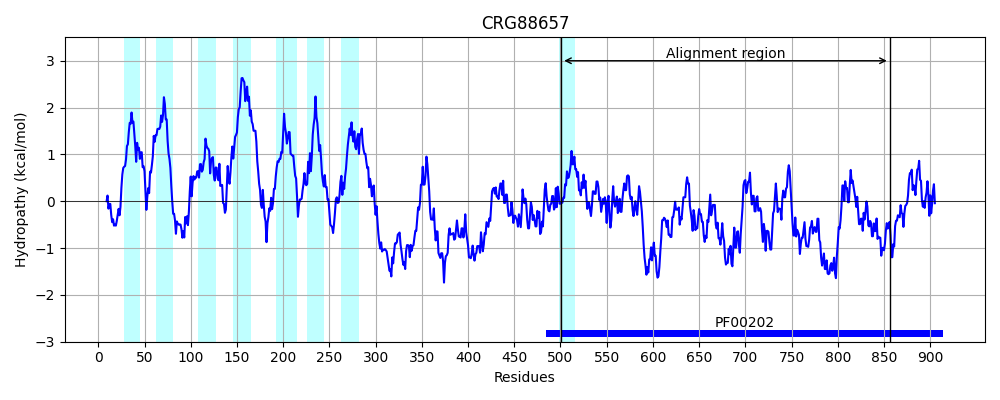 CRG88657
Alignment region
PF00202
3
2
1
0
−1
−2
−3
Hydropathy (kcal/mol)
0 50 100 150 200 250 300 350 400 450 500 550 600 650 700 750 800 850 900
Residues